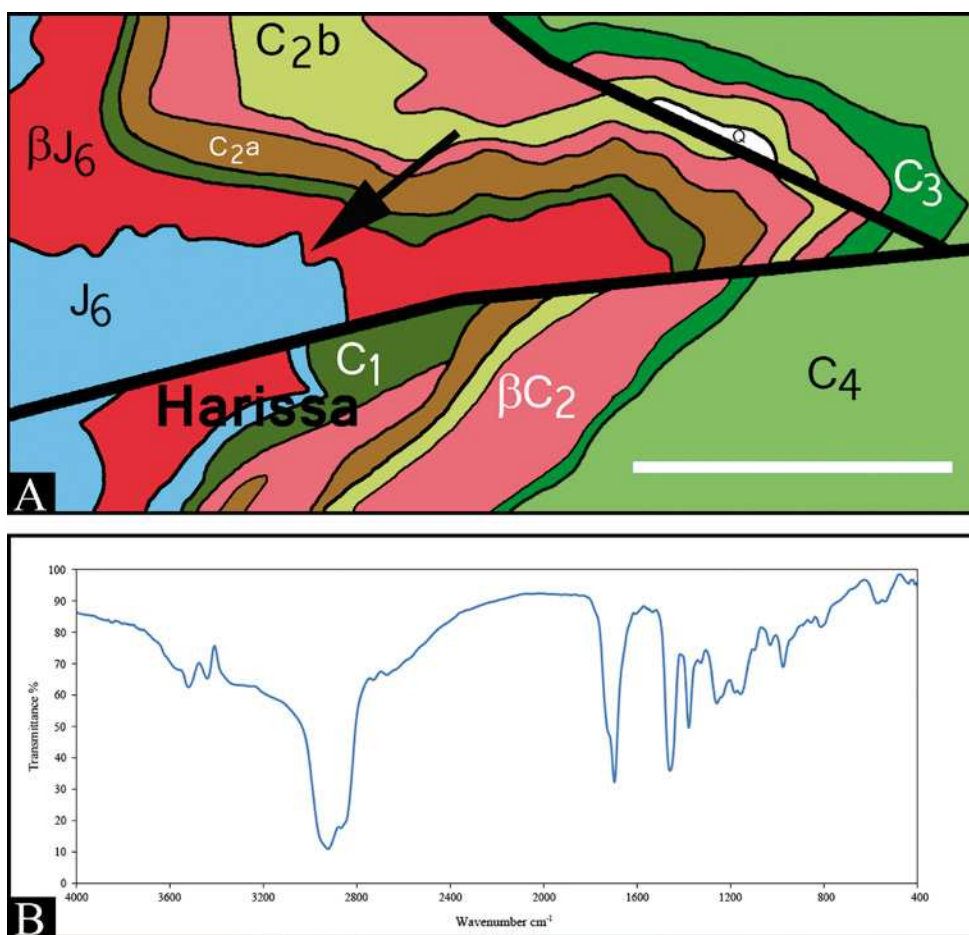 C₂b
βJ₆
C₂a
Q
C₃
J₆
C₁
Harissa
βC₂
C₄
A
100
90
80
70
60
50
40
30
20
10
0
Transmittance %
4000 3600 3200 2800 2400 2000 1600 1200 800 400
Wavenumber cm⁻¹
B